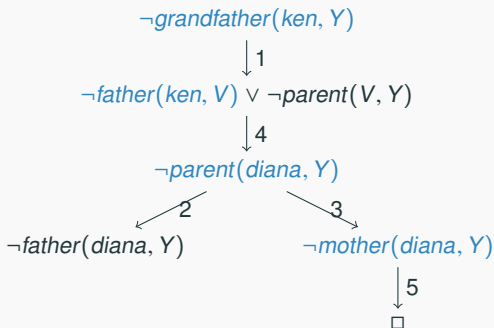 ¬grandfather(ken, Y)
1
¬father(ken, V) ∨ ¬parent(V, Y)
4
¬parent(diana, Y)
2 3
¬father(diana, Y) ¬mother(diana, Y)
5
□